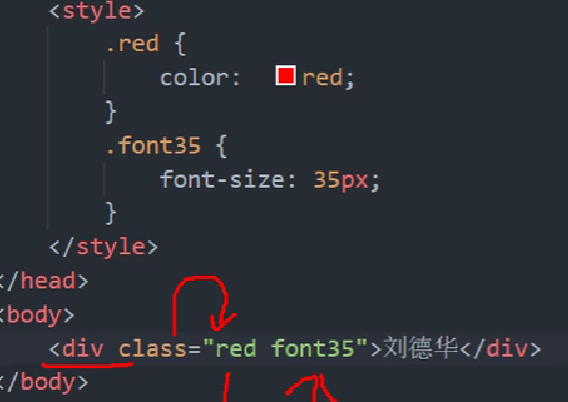 <style>
.red {
color: red;
}
.font35 {
font-size: 35px;
}
</style>
</head>
<body>
<div class="red font35">刘德华</div>
</body>